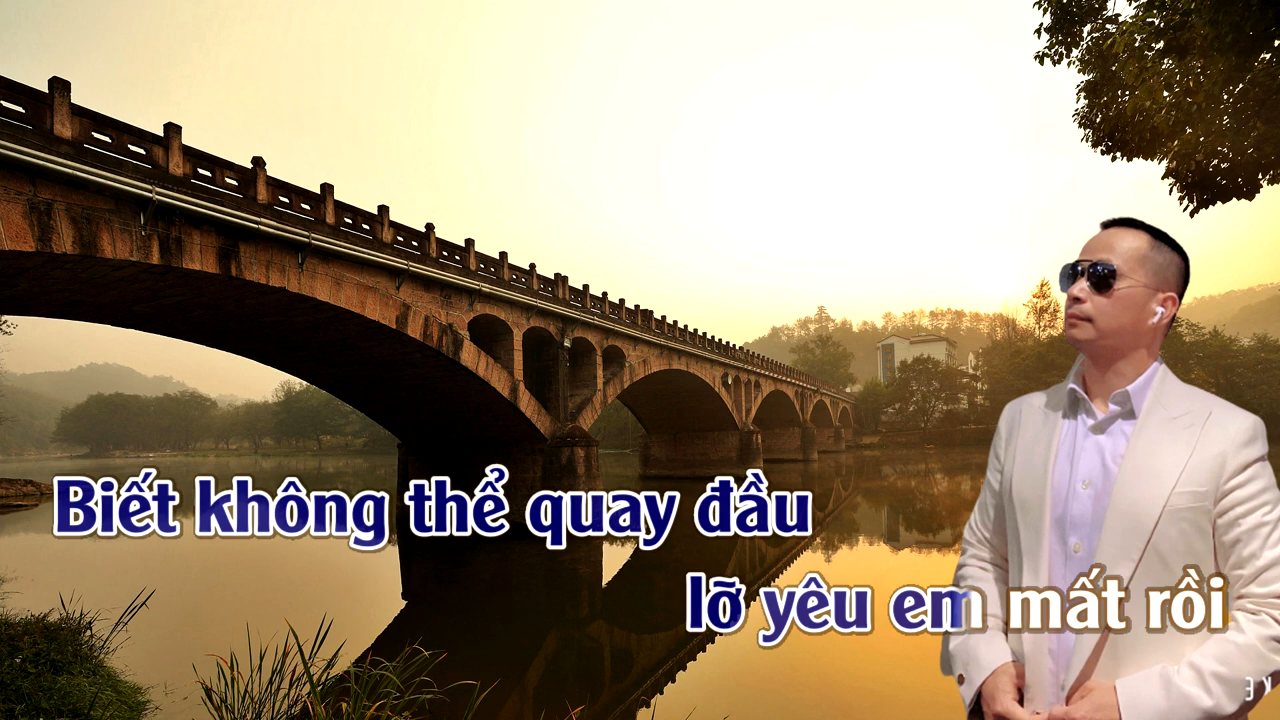 Biết không thể quay đầu
lỡ yêu em mất rồi